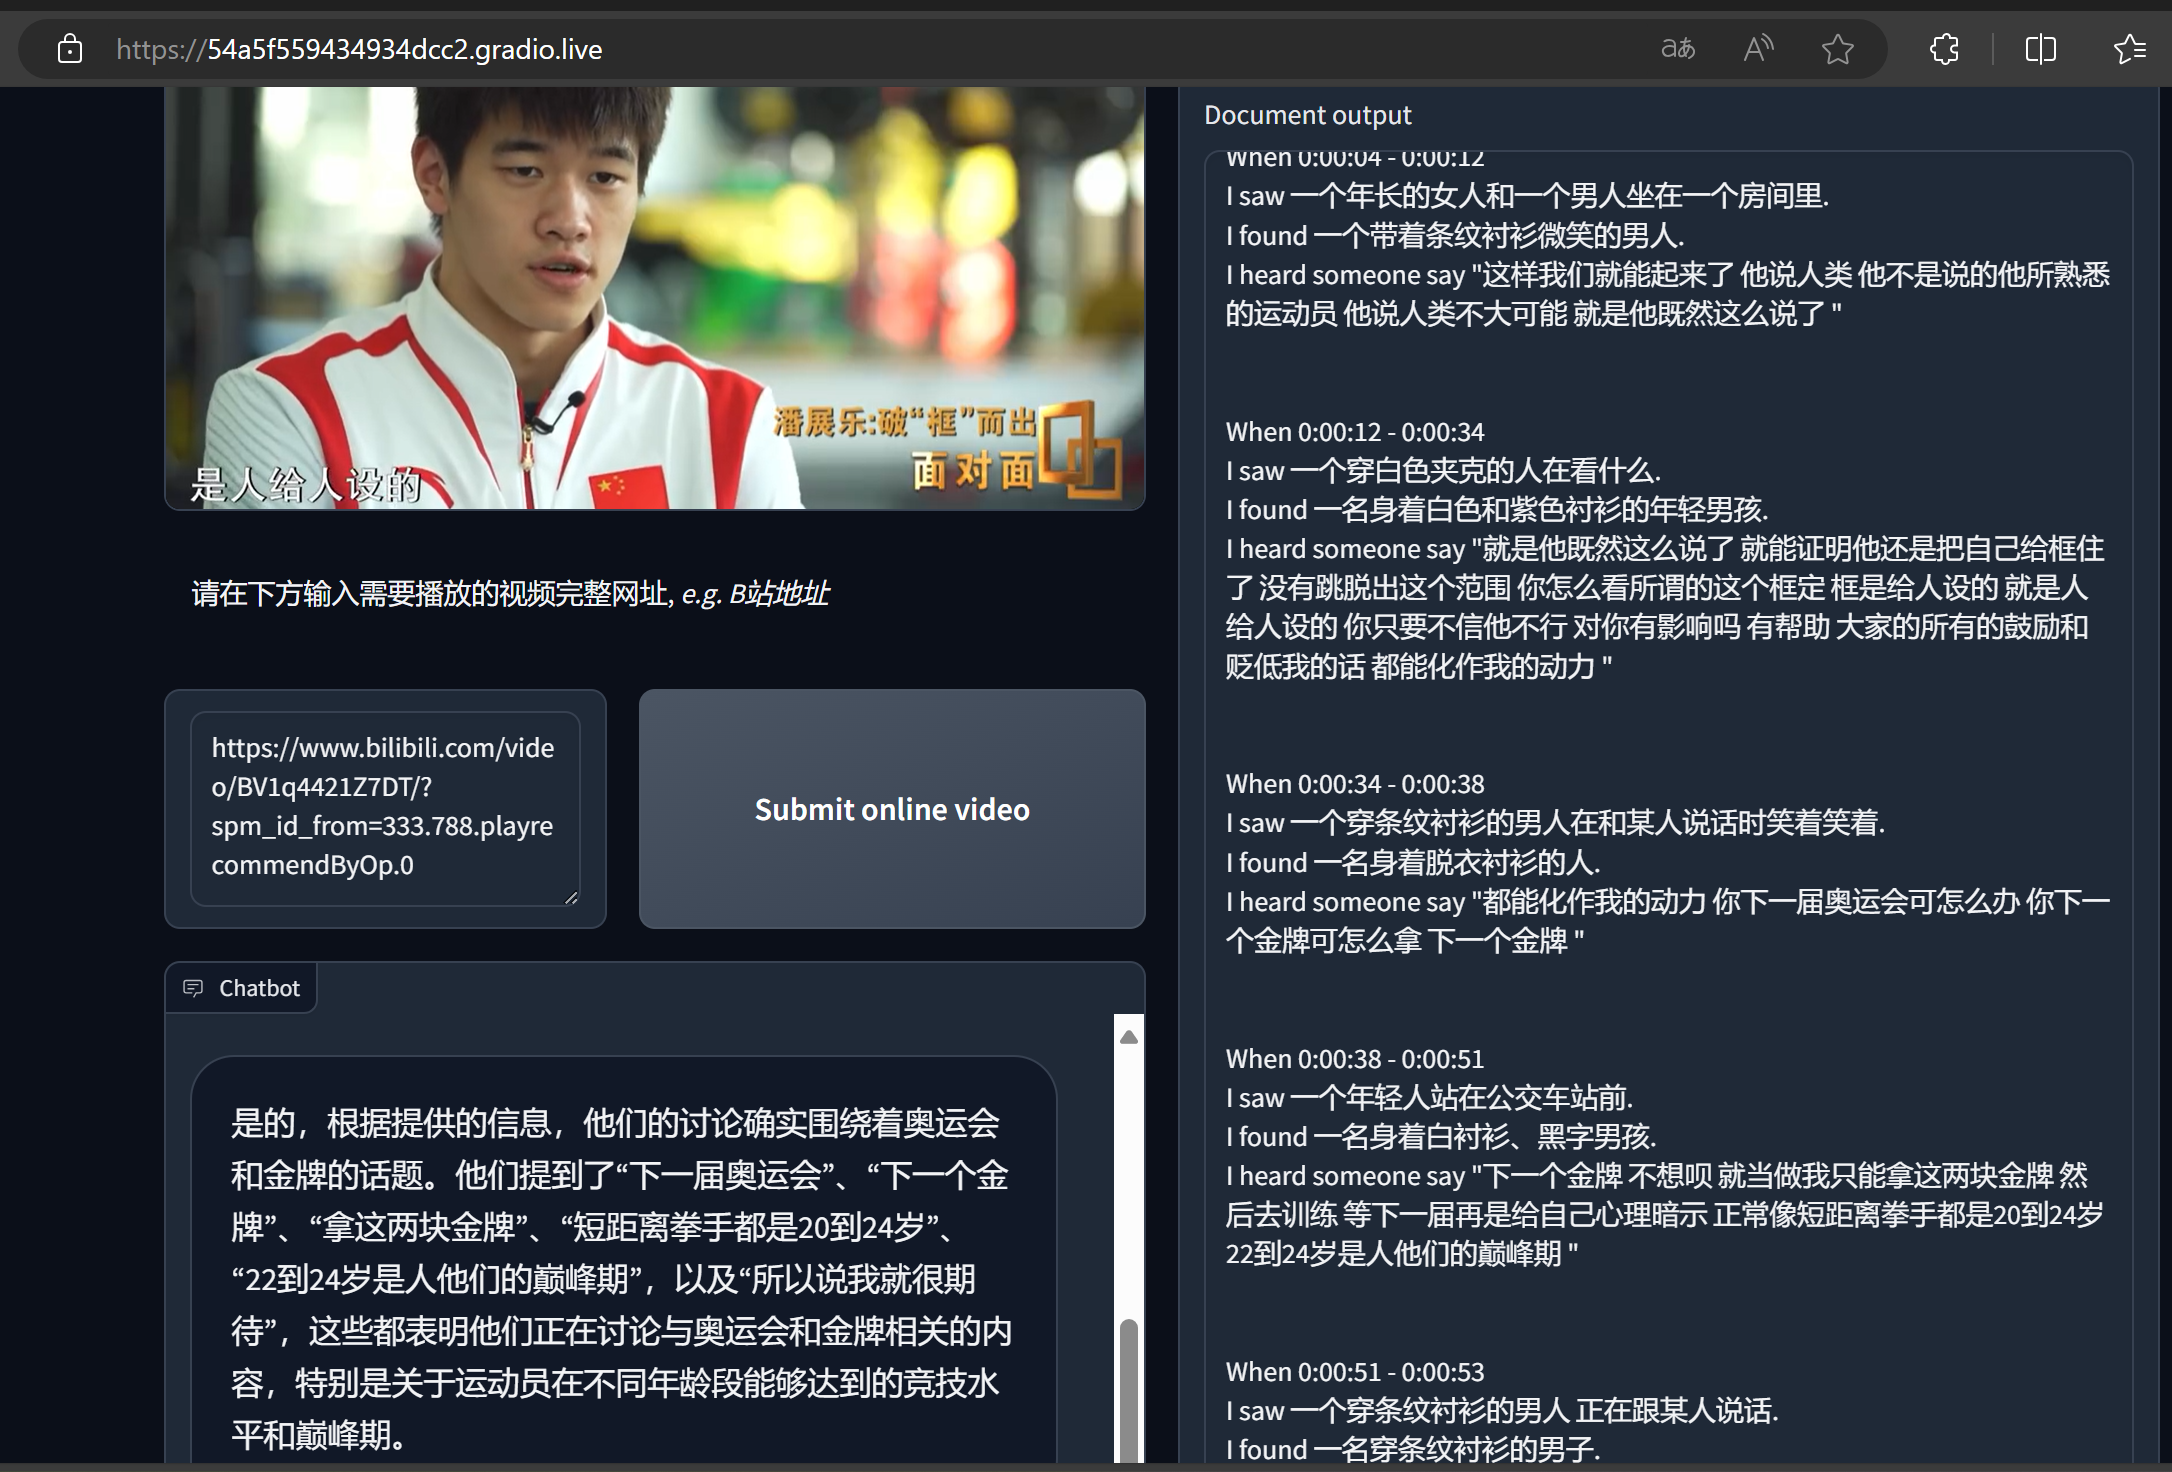 https://54a5f559434934dcc2.gradio.live
aあ
潘展乐:破“框”而出
面对面
是人给人设的
请在下方输入需要播放的视频完整网址, e.g. B站地址
https://www.bilibili.com/vide
o/BV1q4421Z7DT/?
spm_id_from=333.788.playre
commendByOp.0
Submit online video
Chatbot
是的，根据提供的信息，他们的讨论确实围绕着奥运会
和金牌的话题。他们提到了“下一届奥运会”、“下一个金
牌”、“拿这两块金牌”、“短距离拳手都是20到24岁”、
“22到24岁是人他们的巅峰期”，以及“所以说我就很期
待”，这些都表明他们正在讨论与奥运会和金牌相关的内
容，特别是关于运动员在不同年龄段能够达到的竞技水
平和巅峰期。
Document output
When 0:00:04 - 0:00:12
I saw 一个年长的女人和一个男人坐在一个房间里.
I found 一个带着条纹衬衫微笑的男人.
I heard someone say "这样我们就能起来了 他说人类 他不是说的他所熟悉
的运动员 他说人类不大可能 就是他既然这么说了 "
When 0:00:12 - 0:00:34
I saw 一个穿白色夹克的人在看什么.
I found 一名身着白色和紫色衬衫的年轻男孩.
I heard someone say "就是他既然这么说了 就能证明他还是把自己给框住
了 没有跳脱出这个范围 你怎么看所谓的这个框定 框是给人设的 就是人
给人设的 你只要不信他不行 对你有影响吗 有帮助 大家的所有的鼓励和
贬低我的话 都能化作我的动力 "
When 0:00:34 - 0:00:38
I saw 一个穿条纹衬衫的男人在和某人说话时笑着笑着.
I found 一名身着脱衣衬衫的人.
I heard someone say "都能化作我的动力 你下一届奥运会可怎么办 你下一
个金牌可怎么拿 下一个金牌 "
When 0:00:38 - 0:00:51
I saw 一个年轻人站在公交车站前.
I found 一名身着白衬衫、黑字男孩.
I heard someone say "下一个金牌 不想呗 就当做我只能拿这两块金牌 然
后去训练 等下一届再是给自己心理暗示 正常像短距离拳手都是20到24岁
22到24岁是人他们的巅峰期 "
When 0:00:51 - 0:00:53
I saw 一个穿条纹衬衫的男人 正在跟某人说话.
I found 一名穿条纹衬衫的男子.